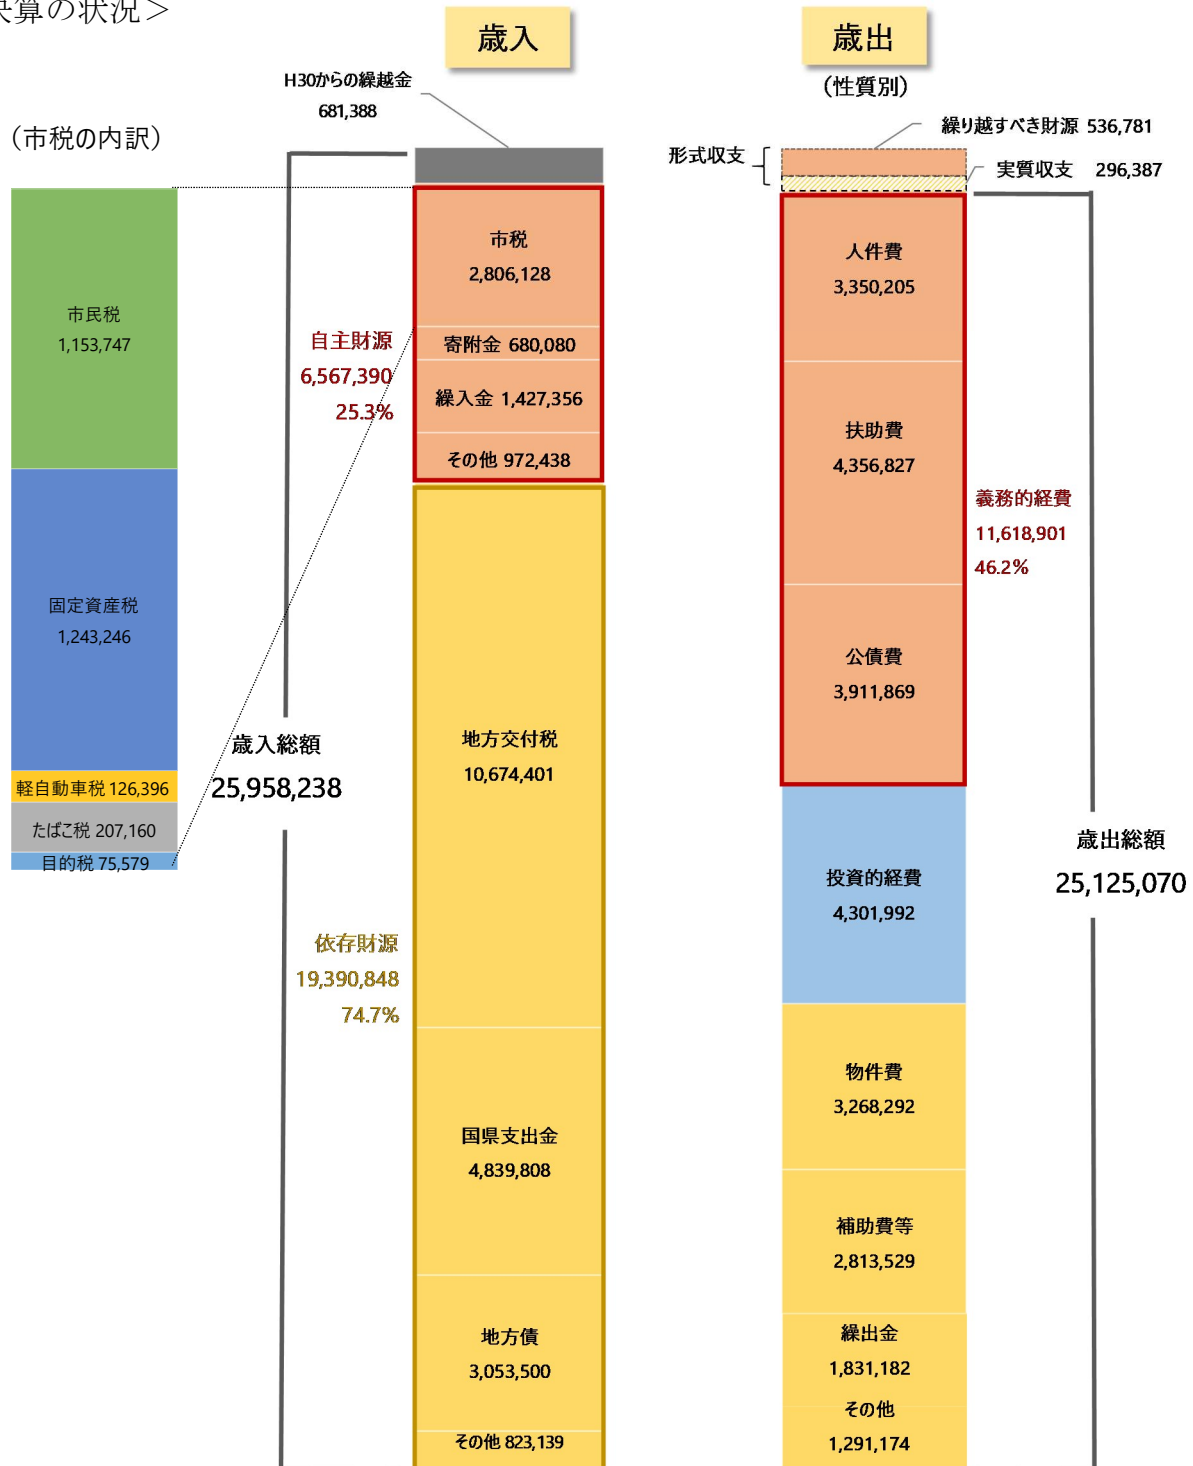 決算の状況＞
歳入
歳出
(性質別)
H30からの繰越金
681,388
(市税の内訳)
繰り越すべき財源 536,781
形式収支
実質収支 296,387
市民税
1,153,747
固定資産税
1,243,246
軽自動車税 126,396
たばこ税 207,160
目的税 75,579
歳入総額
25,958,238
自主財源
6,567,390
25.3%
依存財源
19,390,848
74.7%
市税
2,806,128
寄附金 680,080
繰入金 1,427,356
その他 972,438
地方交付税
10,674,401
国県支出金
4,839,808
地方債
3,053,500
その他 823,139
人件費
3,350,205
扶助費
4,356,827
公債費
3,911,869
義務的経費
11,618,901
46.2%
投資的経費
4,301,992
物件費
3,268,292
補助費等
2,813,529
繰出金
1,831,182
その他
1,291,174
歳出総額
25,125,070